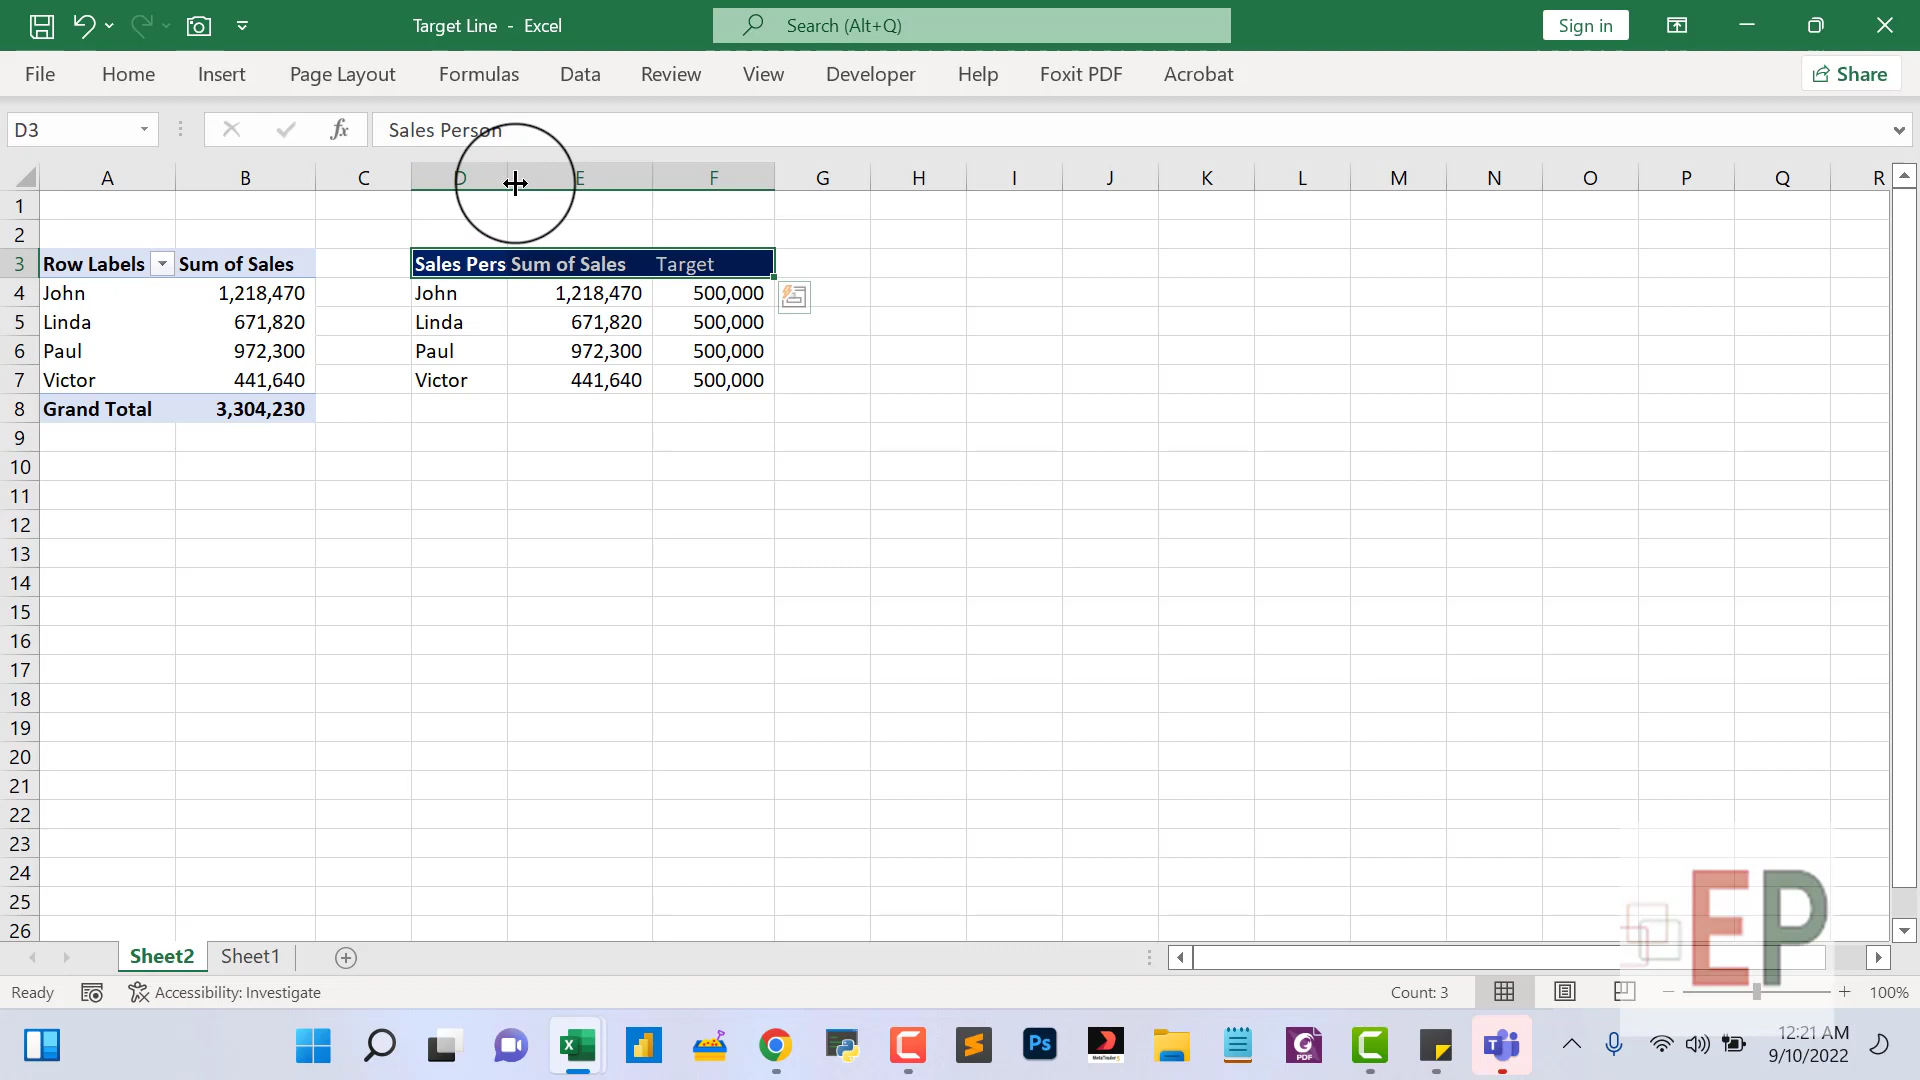 Target Line - Excel
Search (Alt+Q)
Sign in
File Home Insert Page Layout Formulas Data Review View Developer Help Foxit PDF Acrobat
Share
D3
fx
Sales Person
A B C D E F G H I J K L M N O P Q R
1
2
3 Row Labels Sum of Sales Sales Pers Sum of Sales Target
4 John 1,218,470 John 1,218,470 500,000
5 Linda 671,820 Linda 671,820 500,000
6 Paul 972,300 Paul 972,300 500,000
7 Victor 441,640 Victor 441,640 500,000
8 Grand Total 3,304,230
9
10
11
12
13
14
15
16
17
18
19
20
21
22
23
24
25
26
EP
Sheet2 Sheet1
Ready
Accessibility: Investigate
Count: 3
100%
Ps
PDF
12:21 AM
9/10/2022